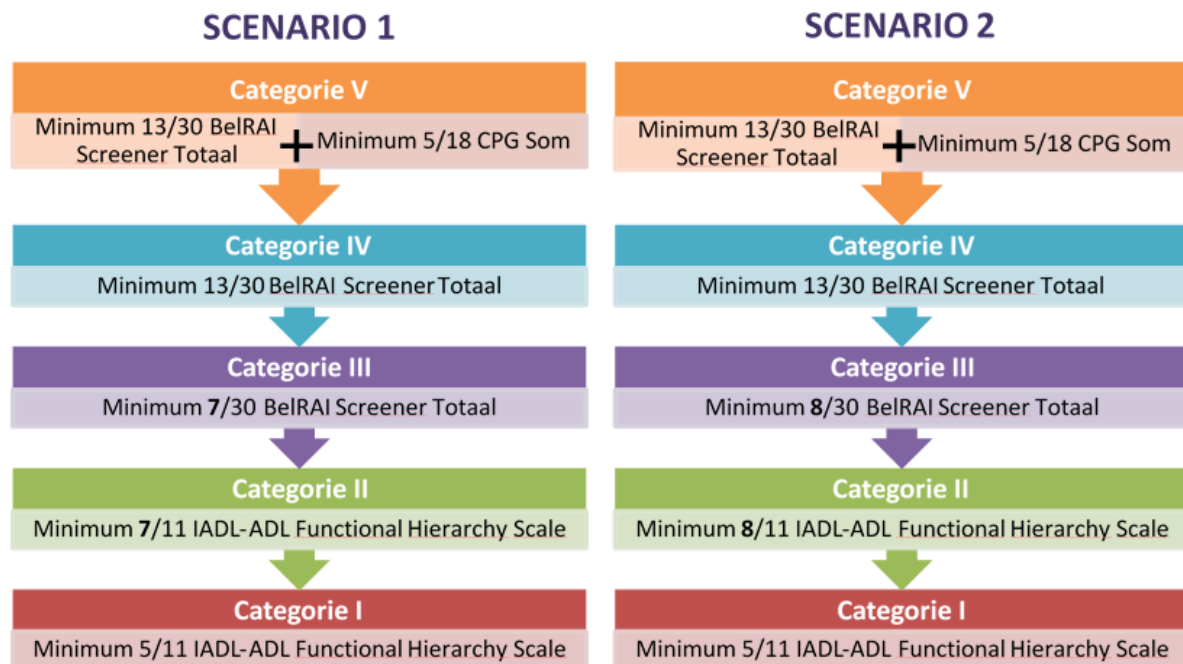 SCENARIO 1
Categorie V
Minimum 13/30 BelRAI
Screener Totaal
+
Minimum 5/18 CPG Som
Categorie IV
Minimum 13/30 BelRAI Screener Totaal
Categorie III
Minimum 7/30 BelRAI Screener Totaal
Categorie II
Minimum 7/11 IADL-ADL Functional Hierarchy Scale
Categorie I
Minimum 5/11 IADL-ADL Functional Hierarchy Scale
SCENARIO 2
Categorie V
Minimum 13/30 BelRAI
Screener Totaal
+
Minimum 5/18 CPG Som
Categorie IV
Minimum 13/30 BelRAI Screener Totaal
Categorie III
Minimum 8/30 BelRAI Screener Totaal
Categorie II
Minimum 8/11 IADL-ADL Functional Hierarchy Scale
Categorie I
Minimum 5/11 IADL-ADL Functional Hierarchy Scale